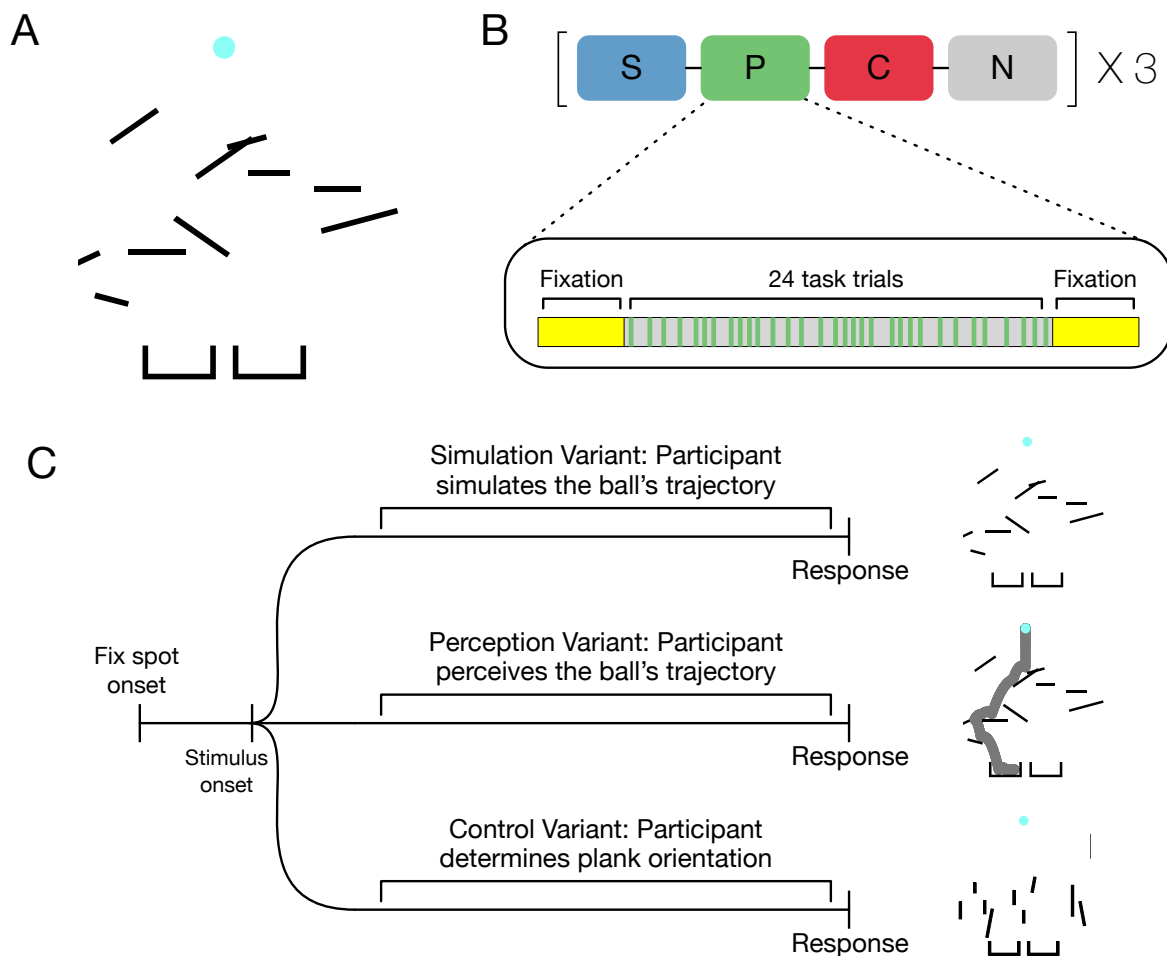 A
B
S
P
C
N
X 3
Fixation
24 task trials
Fixation
C
Simulation Variant: Participant
simulates the ball's trajectory
Response
Fix spot
onset
Stimulus
onset
Perception Variant: Participant
perceives the ball's trajectory
Response
Control Variant: Participant
determines plank orientation
Response